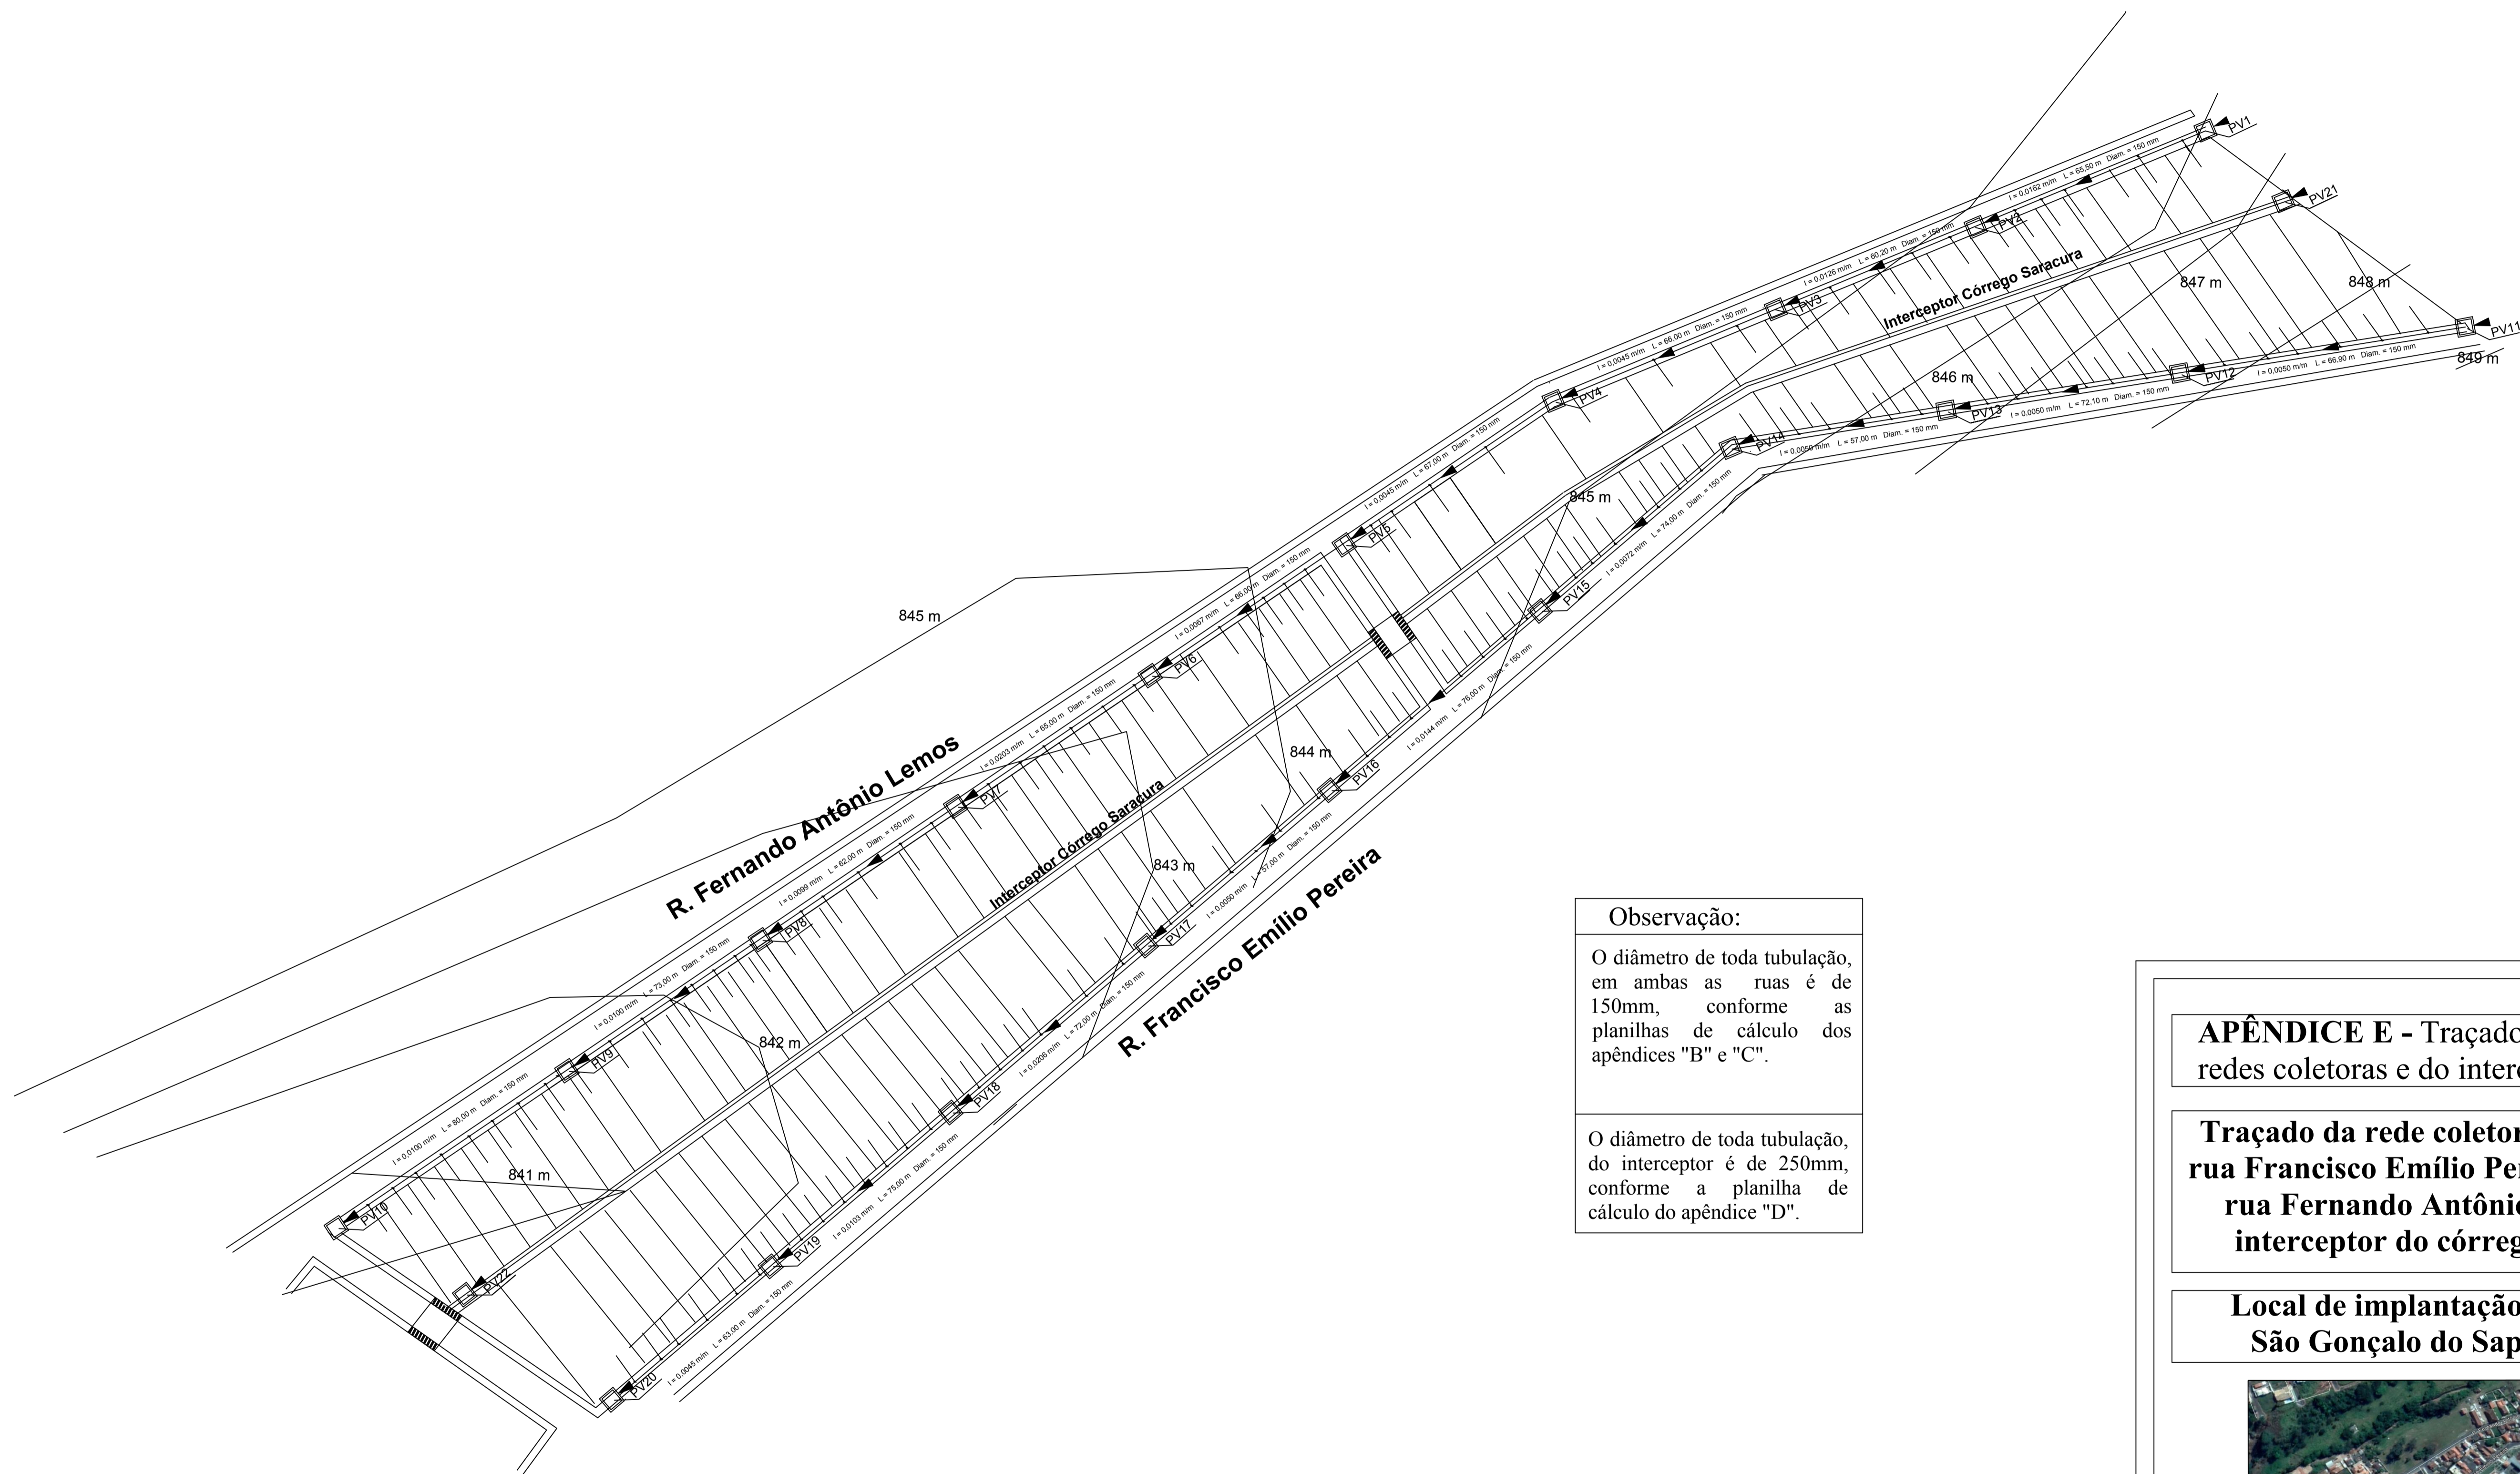 PV1
I = 0,0162 m/m L = 65,50 m Diam. = 150 mm
PV21
PV2
I = 0,0126 m/m L = 60,20 m Diam. = 150 mm
Interceptor Córrego Saracura
847 m
848 m
PV3
PV11
I = 0,0045 m/m L = 66,00 m Diam. = 150 mm
849 m
I = 0,0050 m/m L = 66,90 m Diam. = 150 mm
PV12
846 m
PV4
PV13
I = 0,0050 m/m L = 72,10 m Diam. = 150 mm
PV14
I = 0,0050 m/m L = 57,00 m Diam. = 150 mm
I = 0,0045 m/m L = 67,00 m Diam. = 150 mm
845 m
PV5
I = 0,0072 m/m L = 74,00 m Diam. = 150 mm
PV15
845 m
I = 0,0067 m/m L = 66,00 m Diam. = 150 mm
PV6
I = 0,0144 m/m L = 76,00 m Diam. = 150 mm
I = 0,0203 m/m L = 65,00 m Diam. = 150 mm
844 m
PV16
R. Fernando Antônio Lemos
PV7
Interceptor Córrego Saracura
I = 0,0099 m/m L = 62,00 m Diam. = 150 mm
843 m
I = 0,0050 m/m L = 57,00 m Diam. = 150 mm
R. Francisco Emílio Pereira
PV8
PV17
I = 0,0100 m/m L = 73,00 m Diam. = 150 mm
842 m
I = 0,0206 m/m L = 72,00 m Diam. = 150 mm
PV9
PV18
I = 0,0100 m/m L = 80,00 m Diam. = 150 mm
841 m
I = 0,0103 m/m L = 75,00 m Diam. = 150 mm
PV10
PV19
PV22
I = 0,0045 m/m L = 63,00 m Diam. = 150 mm
PV20
Observação:
O diâmetro de toda tubulação,
em ambas as ruas é de
150mm, conforme as
planilhas de cálculo dos
apêndices "B" e "C".
O diâmetro de toda tubulação,
do interceptor é de 250mm,
conforme a planilha de
cálculo do apêndice "D".
APÊNDICE E - Traçado
redes coletoras e do inter
Traçado da rede coletor
rua Francisco Emílio Pe
rua Fernando Antôni
interceptor do córre
Local de implantação
São Gonçalo do Sap